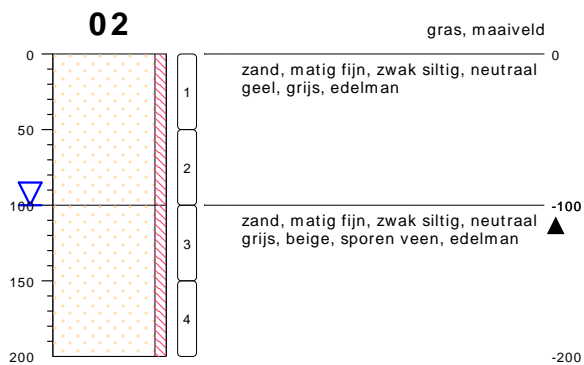 02
gras, maaiveld
0
0
zand, matig fijn, zwak siltig, neutraal
geel, grijs, edelman
1
50
2
100
-100
zand, matig fijn, zwak siltig, neutraal
grijs, beige, sporen veen, edelman
3
150
4
200
-200